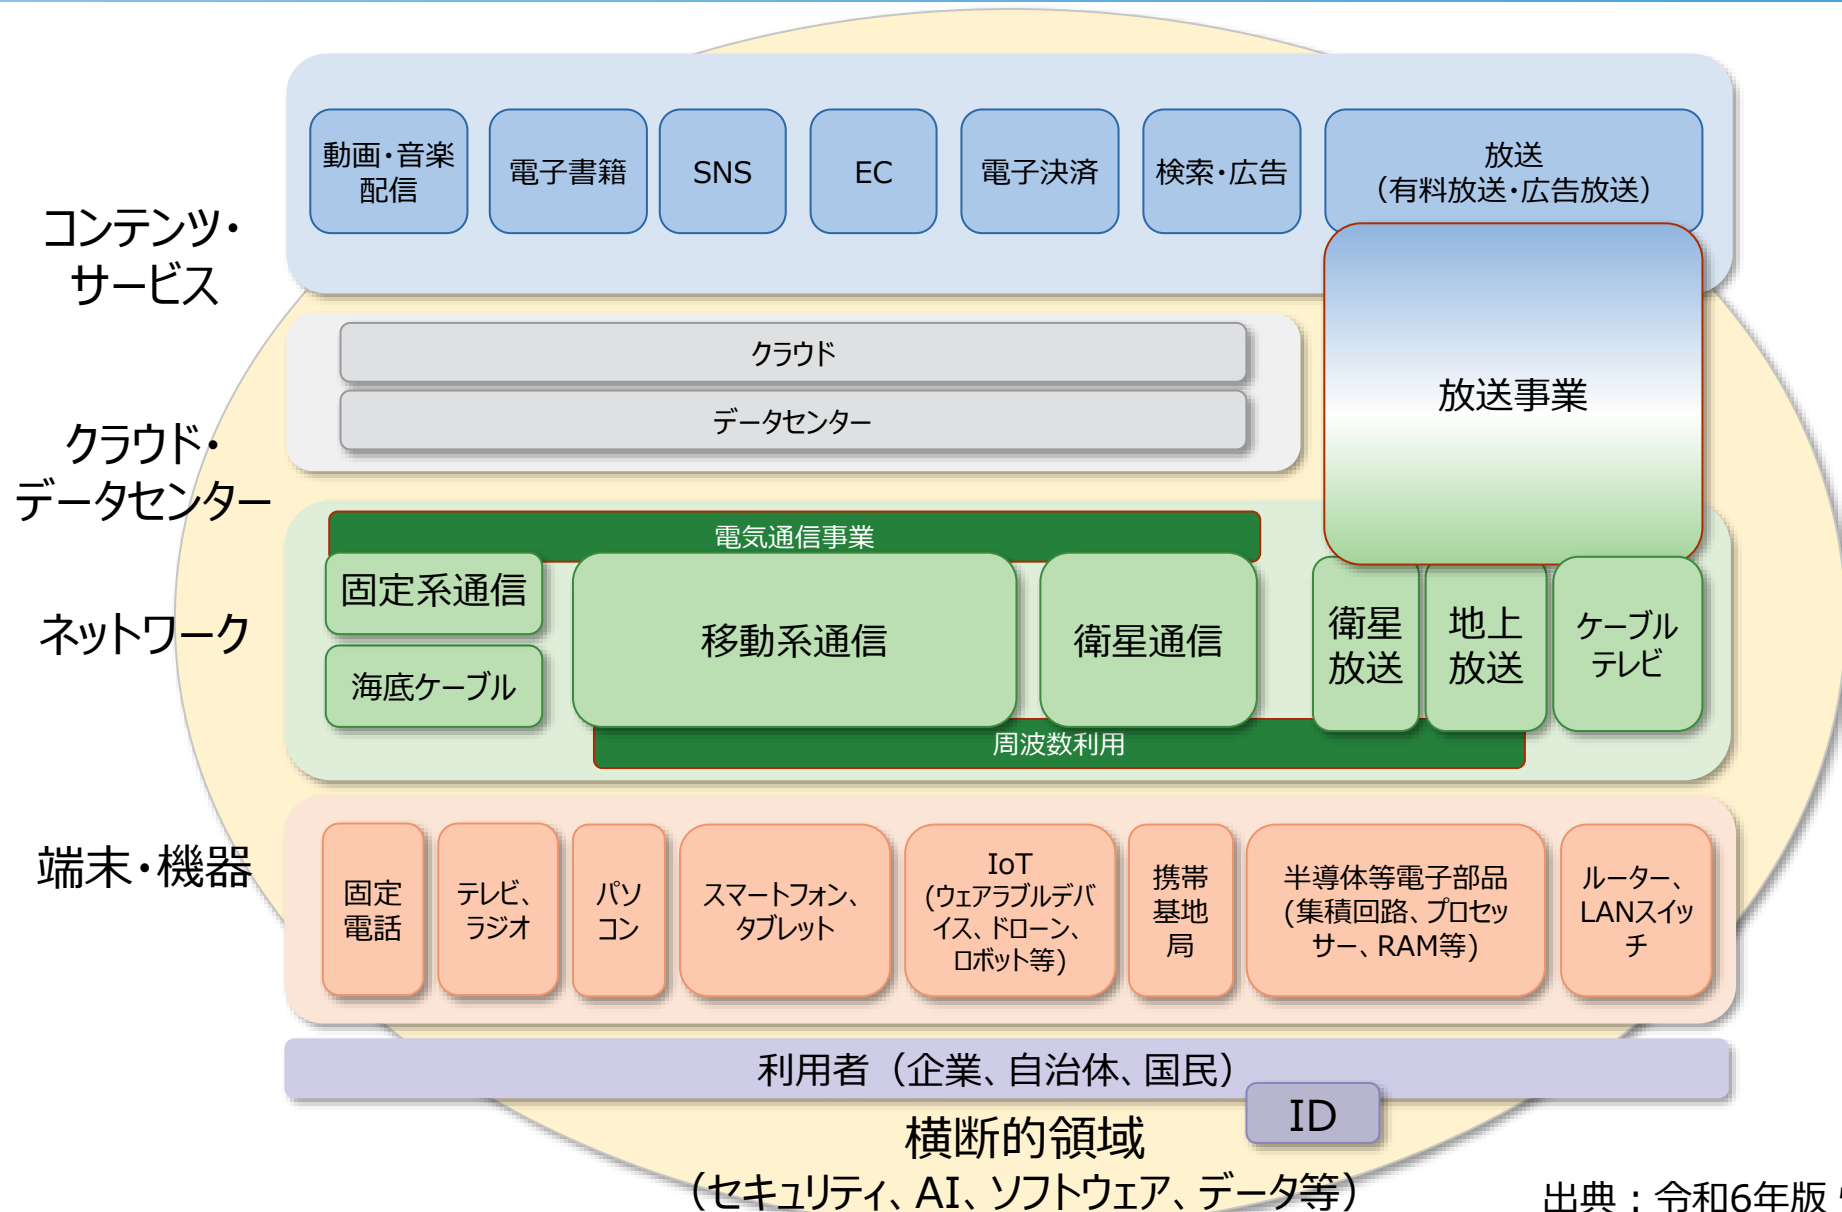 動画・音楽
配信
電子書籍
SNS
EC
電子決済
検索・広告
放送
（有料放送・広告放送）
コンテンツ・
サービス
クラウド
データセンター
放送事業
クラウド・
データセンター
電気通信事業
固定系通信
海底ケーブル
移動系通信
衛星通信
衛星
放送
地上
放送
ケーブル
テレビ
ネットワーク
周波数利用
端末・機器
固定
電話
テレビ、
ラジオ
パソ
コン
スマートフォン、
タブレット
IoT
(ウェアラブルデバ
イス、ドローン、
ロボット等)
携帯
基地
局
半導体等電子部品
(集積回路、プロセッ
サー、RAM等)
ルーター、
LANスイッ
チ
利用者（企業、自治体、国民）
ID
横断的領域
（セキュリティ、AI、ソフトウェア、データ等）
出典：令和6年版